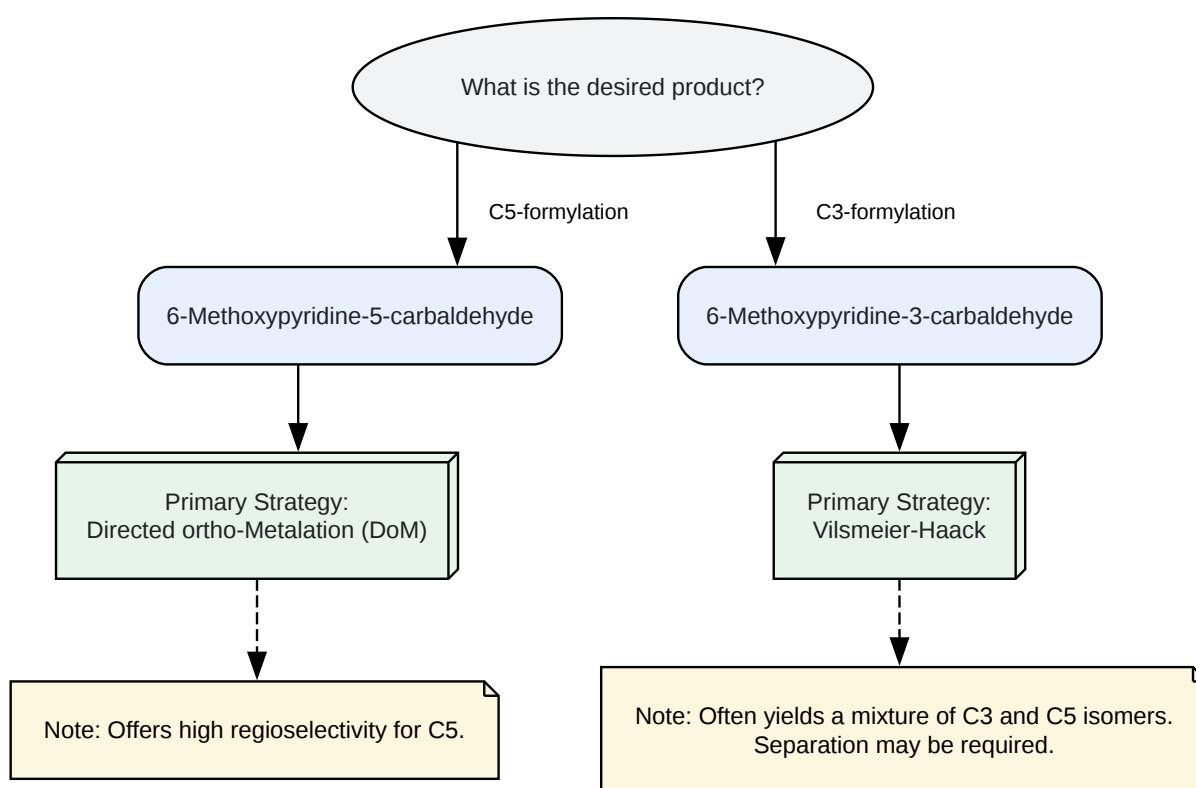 What is the desired product?
C5-formylation
C3-formylation
6-Methoxypyridine-5-carbaldehyde
6-Methoxypyridine-3-carbaldehyde
Primary Strategy:
Directed ortho-Metalation (DoM)
Primary Strategy:
Vilsmeier-Haack
Note: Offers high regioselectivity for C5.
Note: Often yields a mixture of C3 and C5 isomers.
Separation may be required.